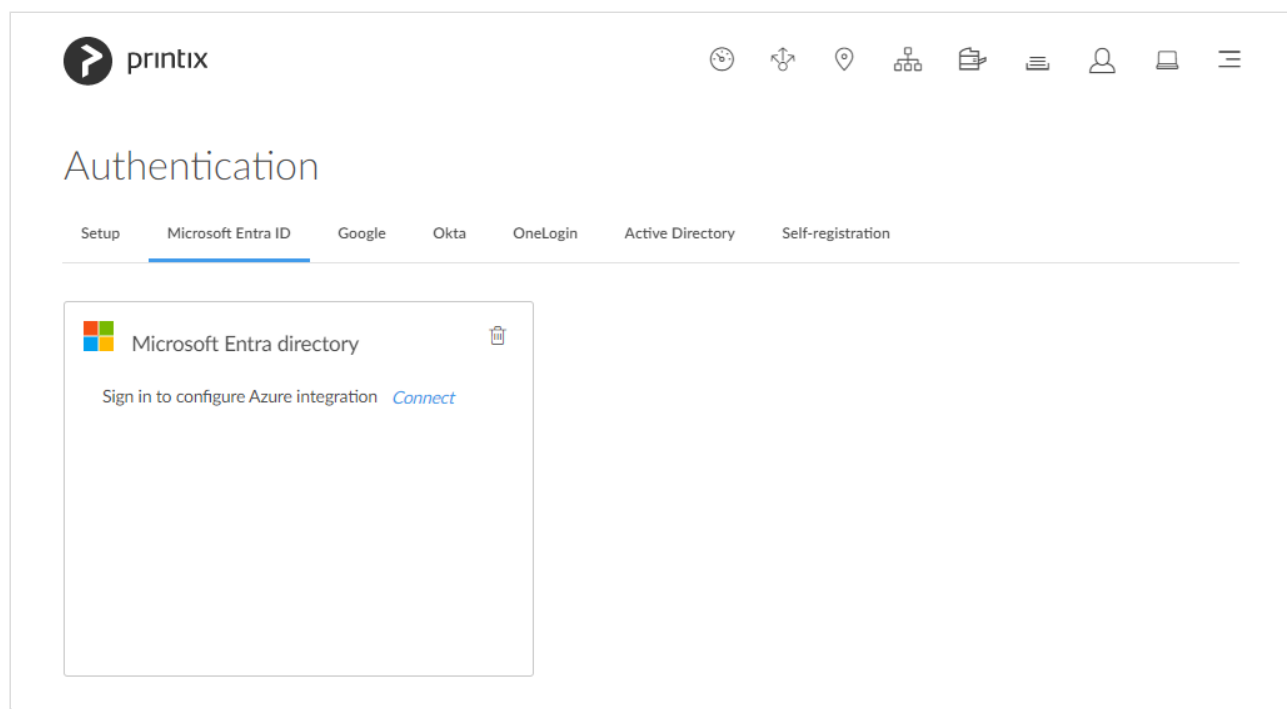 printix
Authentication
Setup Microsoft Entra ID Google Okta OneLogin Active Directory Self-registration
Microsoft Entra directory
Sign in to configure Azure integration Connect